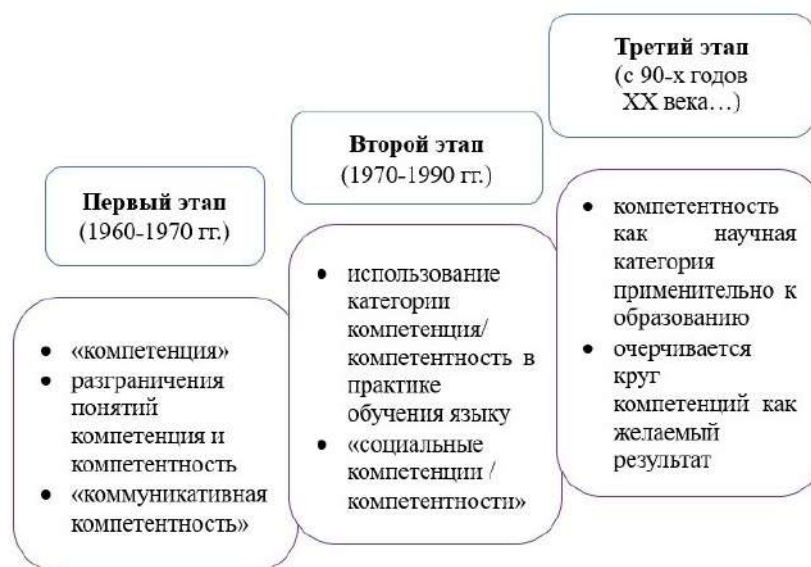 Первый этап
(1960-1970 гг.)
«компетенция»
разграничения
понятий
компетенция и
компетентность
«коммуникативная
компетентность»
Второй этап
(1970-1990 гг.)
использование
категории
компетенция/
компетентность в
практике
обучения языку
«социальные
компетенции /
компетентности»
Третий этап
(с 90-х годов
XX века…)
компетентность
как научная
категория
применительно к
образованию
очерчивается
круг
компетенций как
желаемый
результат